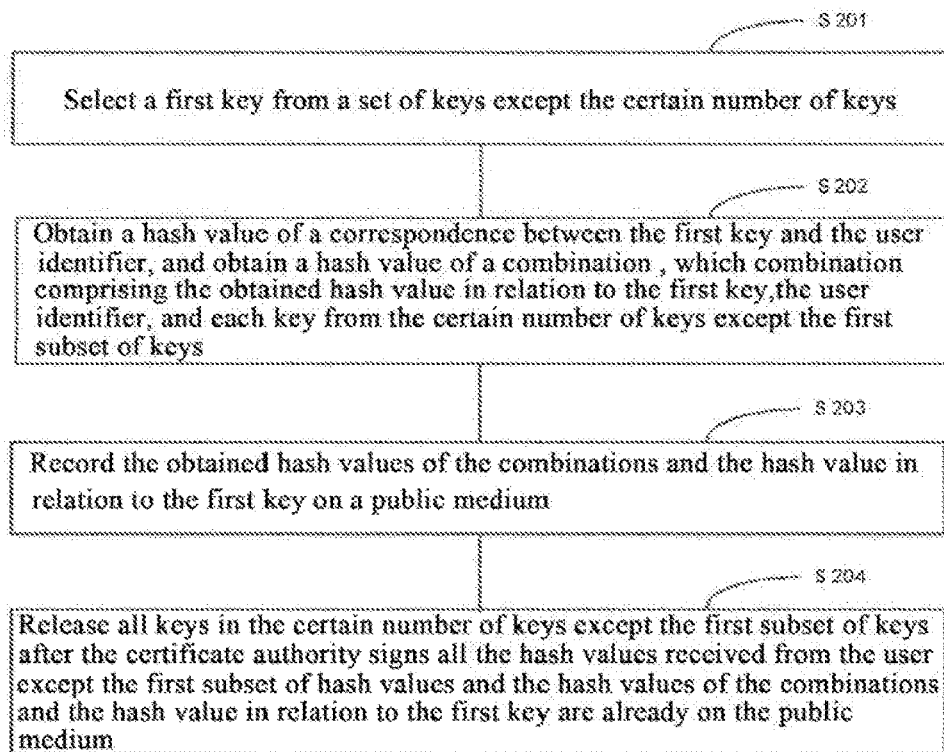 S 201
Select a first key from a set of keys except the certain number of keys
S 202
Obtain a hash value of a correspondence between the first key and the user
identifier, and obtain a hash value of a combination , which combination
comprising the obtained hash value in relation to the first key,the user
identifier, and each key from the certain number of keys except the first
subset of keys
S 203
Record the obtained hash values of the combinations and the hash value in
relation to the first key on a public medium
S 204
Release all keys in the certain number of keys except the first subset of keys
after the certificate authority signs all the hash values received from the user
except the first subset of hash values and the hash values of the combinations
and the hash value in relation to the first key are already on the public
medium